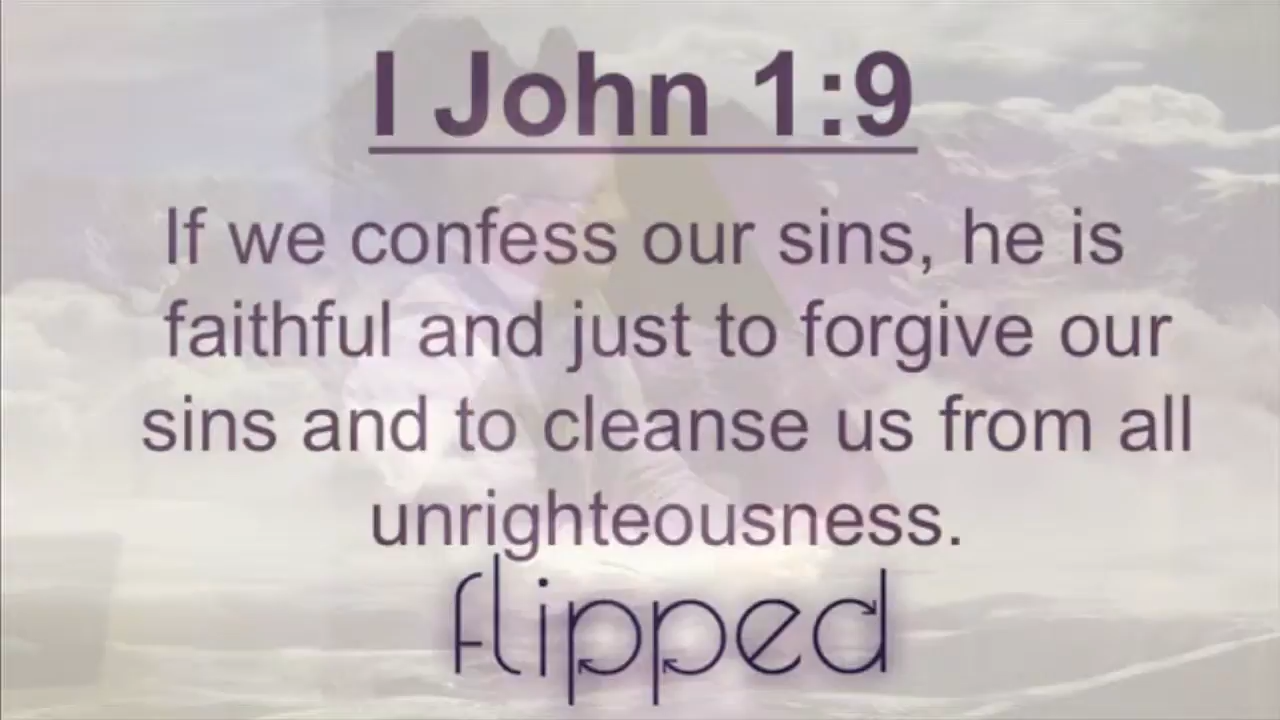 I John 1:9
If we confess our sins, he is
faithful and just to forgive our
sins and to cleanse us from all
unrighteousness.
flipped